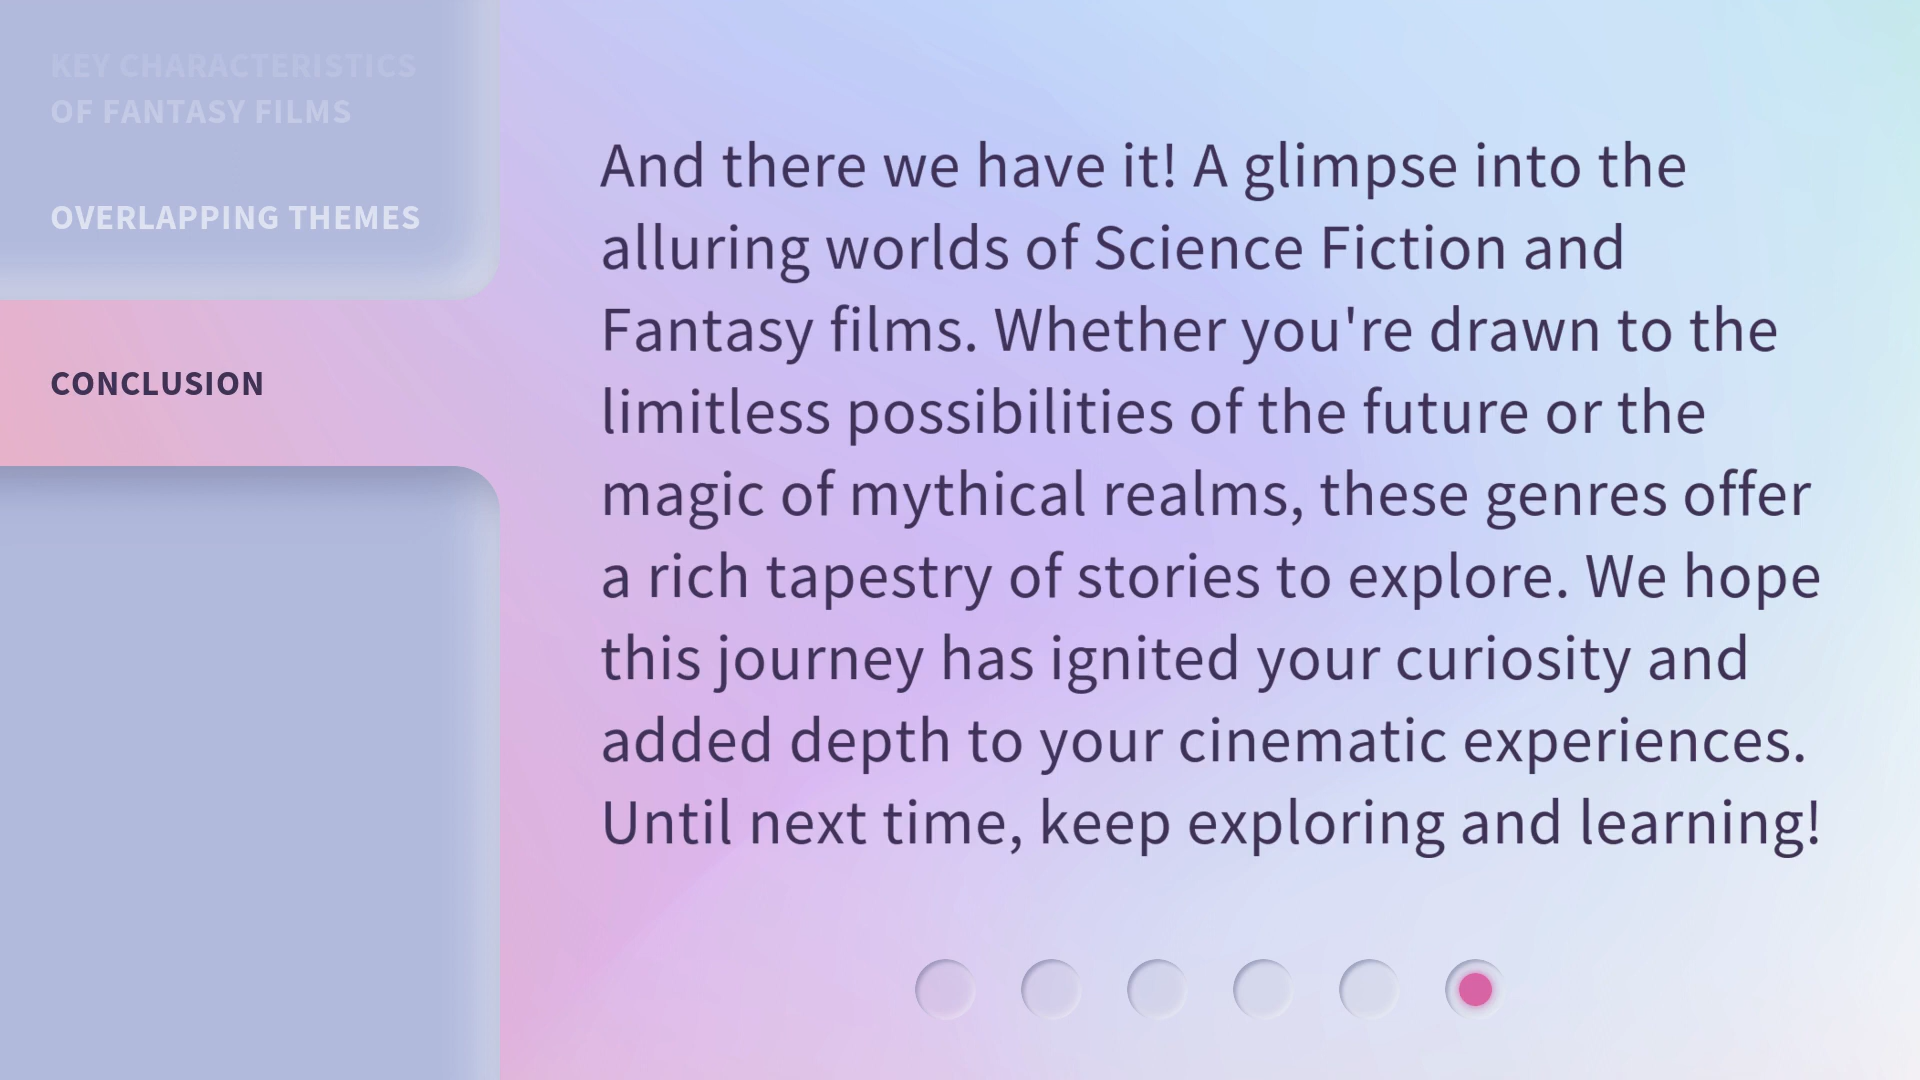 KEY CHARACTERISTICS
OF FANTASY FILMS
OVERLAPPING THEMES
CONCLUSION
And there we have it! A glimpse into the
alluring worlds of Science Fiction and
Fantasy films. Whether you're drawn to the
limitless possibilities of the future or the
magic of mythical realms, these genres offer
a rich tapestry of stories to explore. We hope
this journey has ignited your curiosity and
added depth to your cinematic experiences.
Until next time, keep exploring and learning!